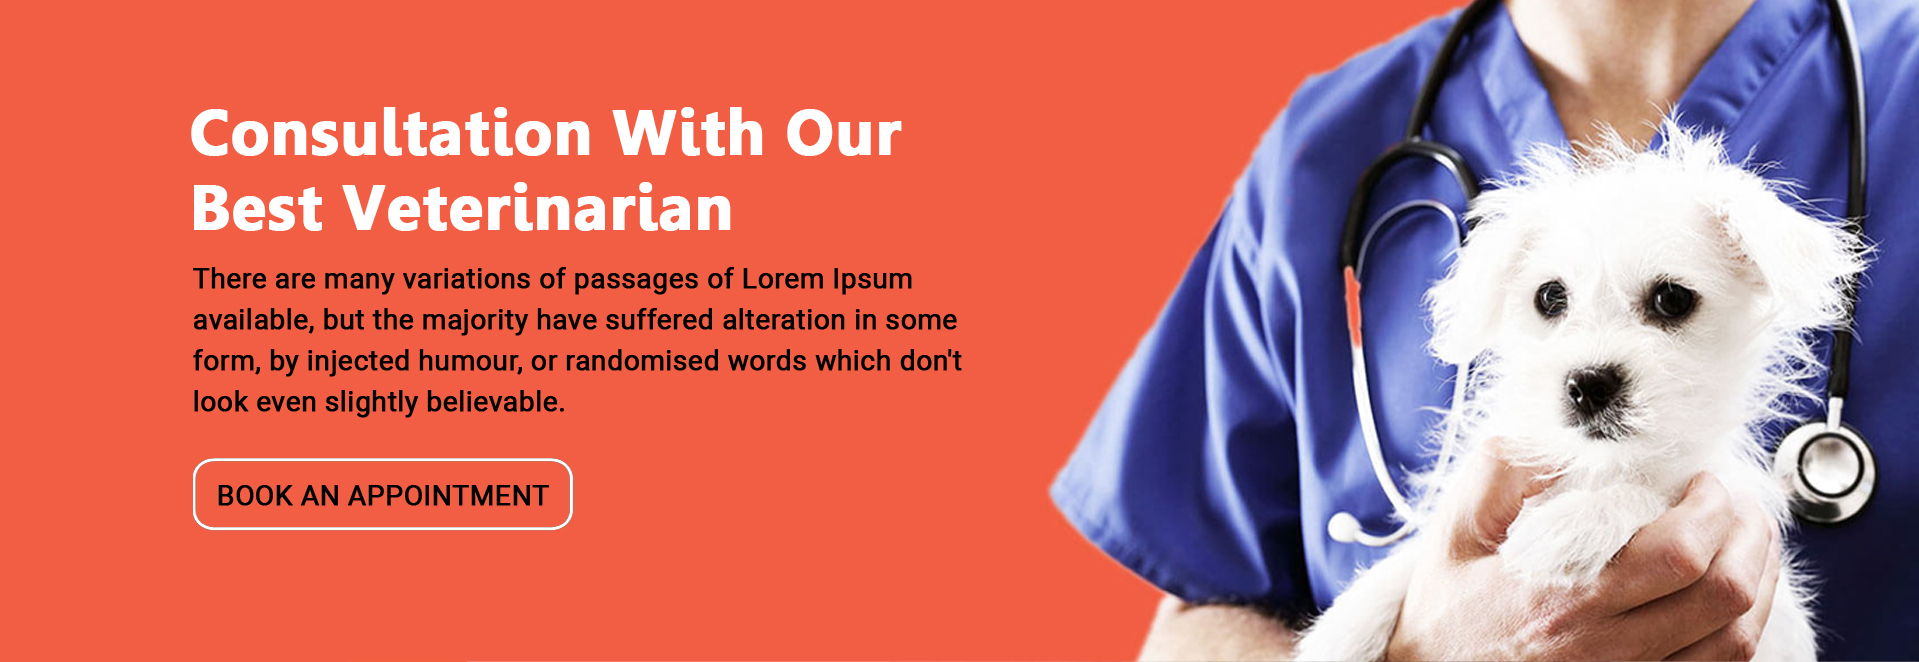 Consultation With Our
Best Veterinarian
There are many variations of passages of Lorem Ipsum
available, but the majority have suffered alteration in some
form, by injected humour, or randomised words which don't
look even slightly believable.
BOOK AN APPOINTMENT